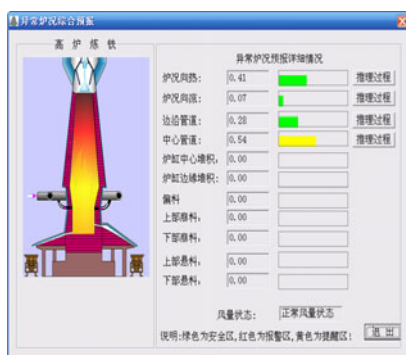 异常炉况综合预报
高 炉 炼 铁
异常炉况预报详细情况
炉况向热: 0.41 推理过程
炉况向凉: 0.07 推理过程
边沿管道: 0.28 推理过程
中心管道: 0.54 推理过程
炉缸中心堆积: 0.00
炉缸边缘堆积: 0.00
偏料 0.00
上部崩料: 0.00
下部崩料: 0.00
上部悬料: 0.00
下部悬料: 0.00
风量状态: 正常风量状态
说明:绿色为安全区,红色为报警区,黄色为提醒区! 退 出